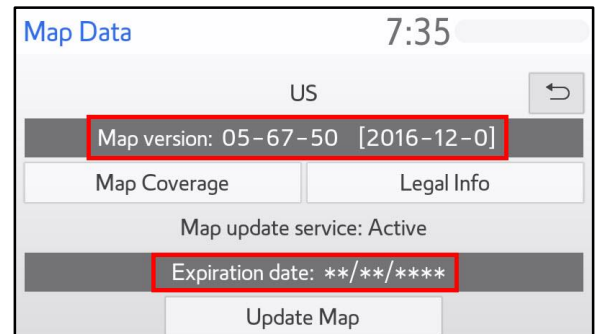 Map Data 7:35
US
Map version: 05-67-50 [2016-12-0]
Map Coverage Legal Info
Map update service: Active
Expiration date: **/**/****
Update Map